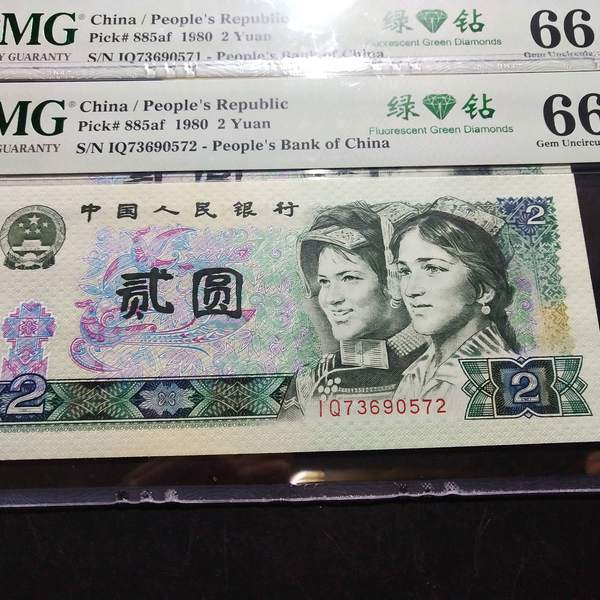 MG® China / People's Republic 绿 钻 66
Pick# 885af 1980 2 Yuan Fluorescent Green Diamonds
GUARANTY S/N IQ73690571 - People's Bank of China Gem Uncircula
MG® China / People's Republic 绿 钻 66
Pick# 885af 1980 2 Yuan Fluorescent Green Diamonds
GUARANTY S/N IQ73690572 - People's Bank of China Gem Uncircu
中国人民银行
2
贰圆
2
IQ73690572
2